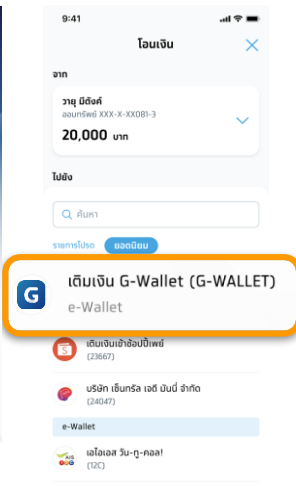 9:41
โอนเงิน
จาก
วายุ มีตังค์
ออมทรัพย์ XXX-X-XX081-3
20,000 บาท
ไปยัง
ค้นหา
รายการโปรด ยอดนิยม
G
เติมเงิน G-Wallet (G-WALLET)
e-Wallet
เติมเงินเข้าช้อปปี้เพย์
(23667)
บริษัท เซ็นทรัล เจดี มันนี่ จำกัด
(24047)
e-Wallet
AIS
เอไอเอส วัน-ทู-คอล!
(12C)